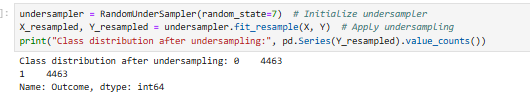 ]: undersampler = RandomUnderSampler(random_state=7)  # Initialize undersampler
X_resampled, Y_resampled = undersampler.fit_resample(X, Y)  # Apply undersampling
print("Class distribution after undersampling:", pd.Series(Y_resampled).value_counts())
Class distribution after undersampling: 0    4463
1    4463
Name: Outcome, dtype: int64